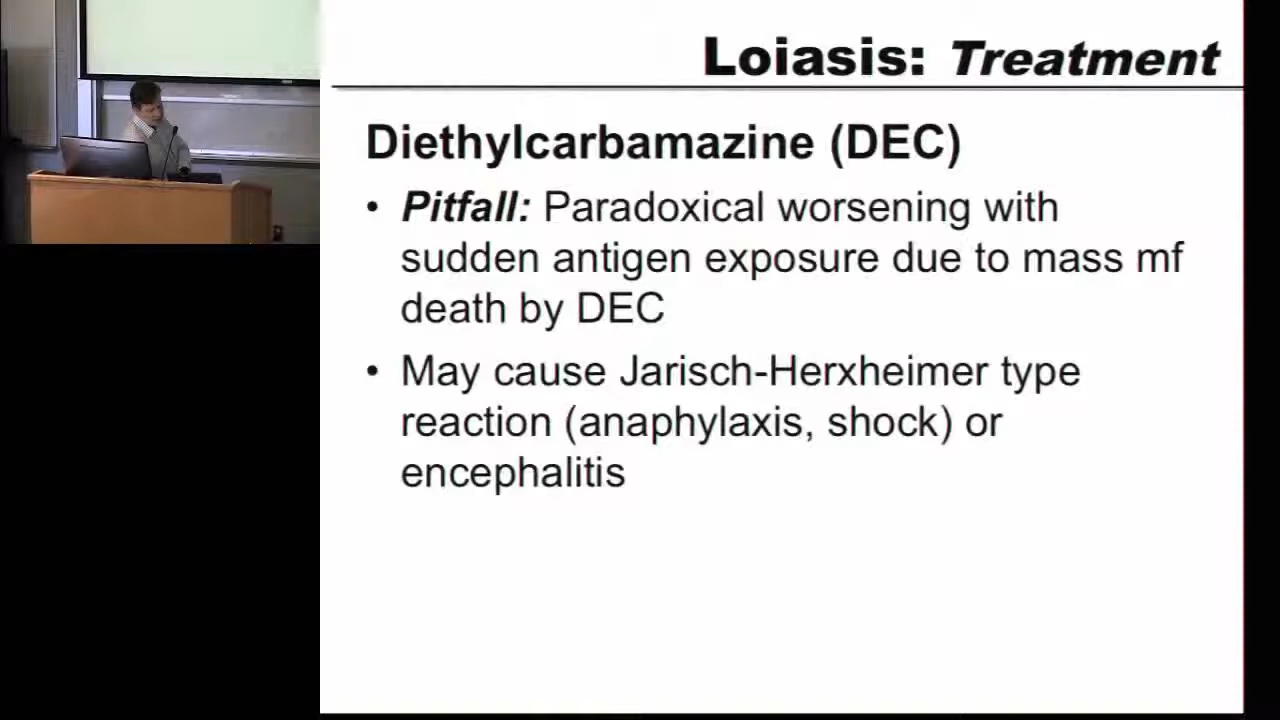 Loiasis: Treatment
Diethylcarbamazine (DEC)
• Pitfall: Paradoxical worsening with
sudden antigen exposure due to mass mf
death by DEC
• May cause Jarisch-Herxheimer type
reaction (anaphylaxis, shock) or
encephalitis